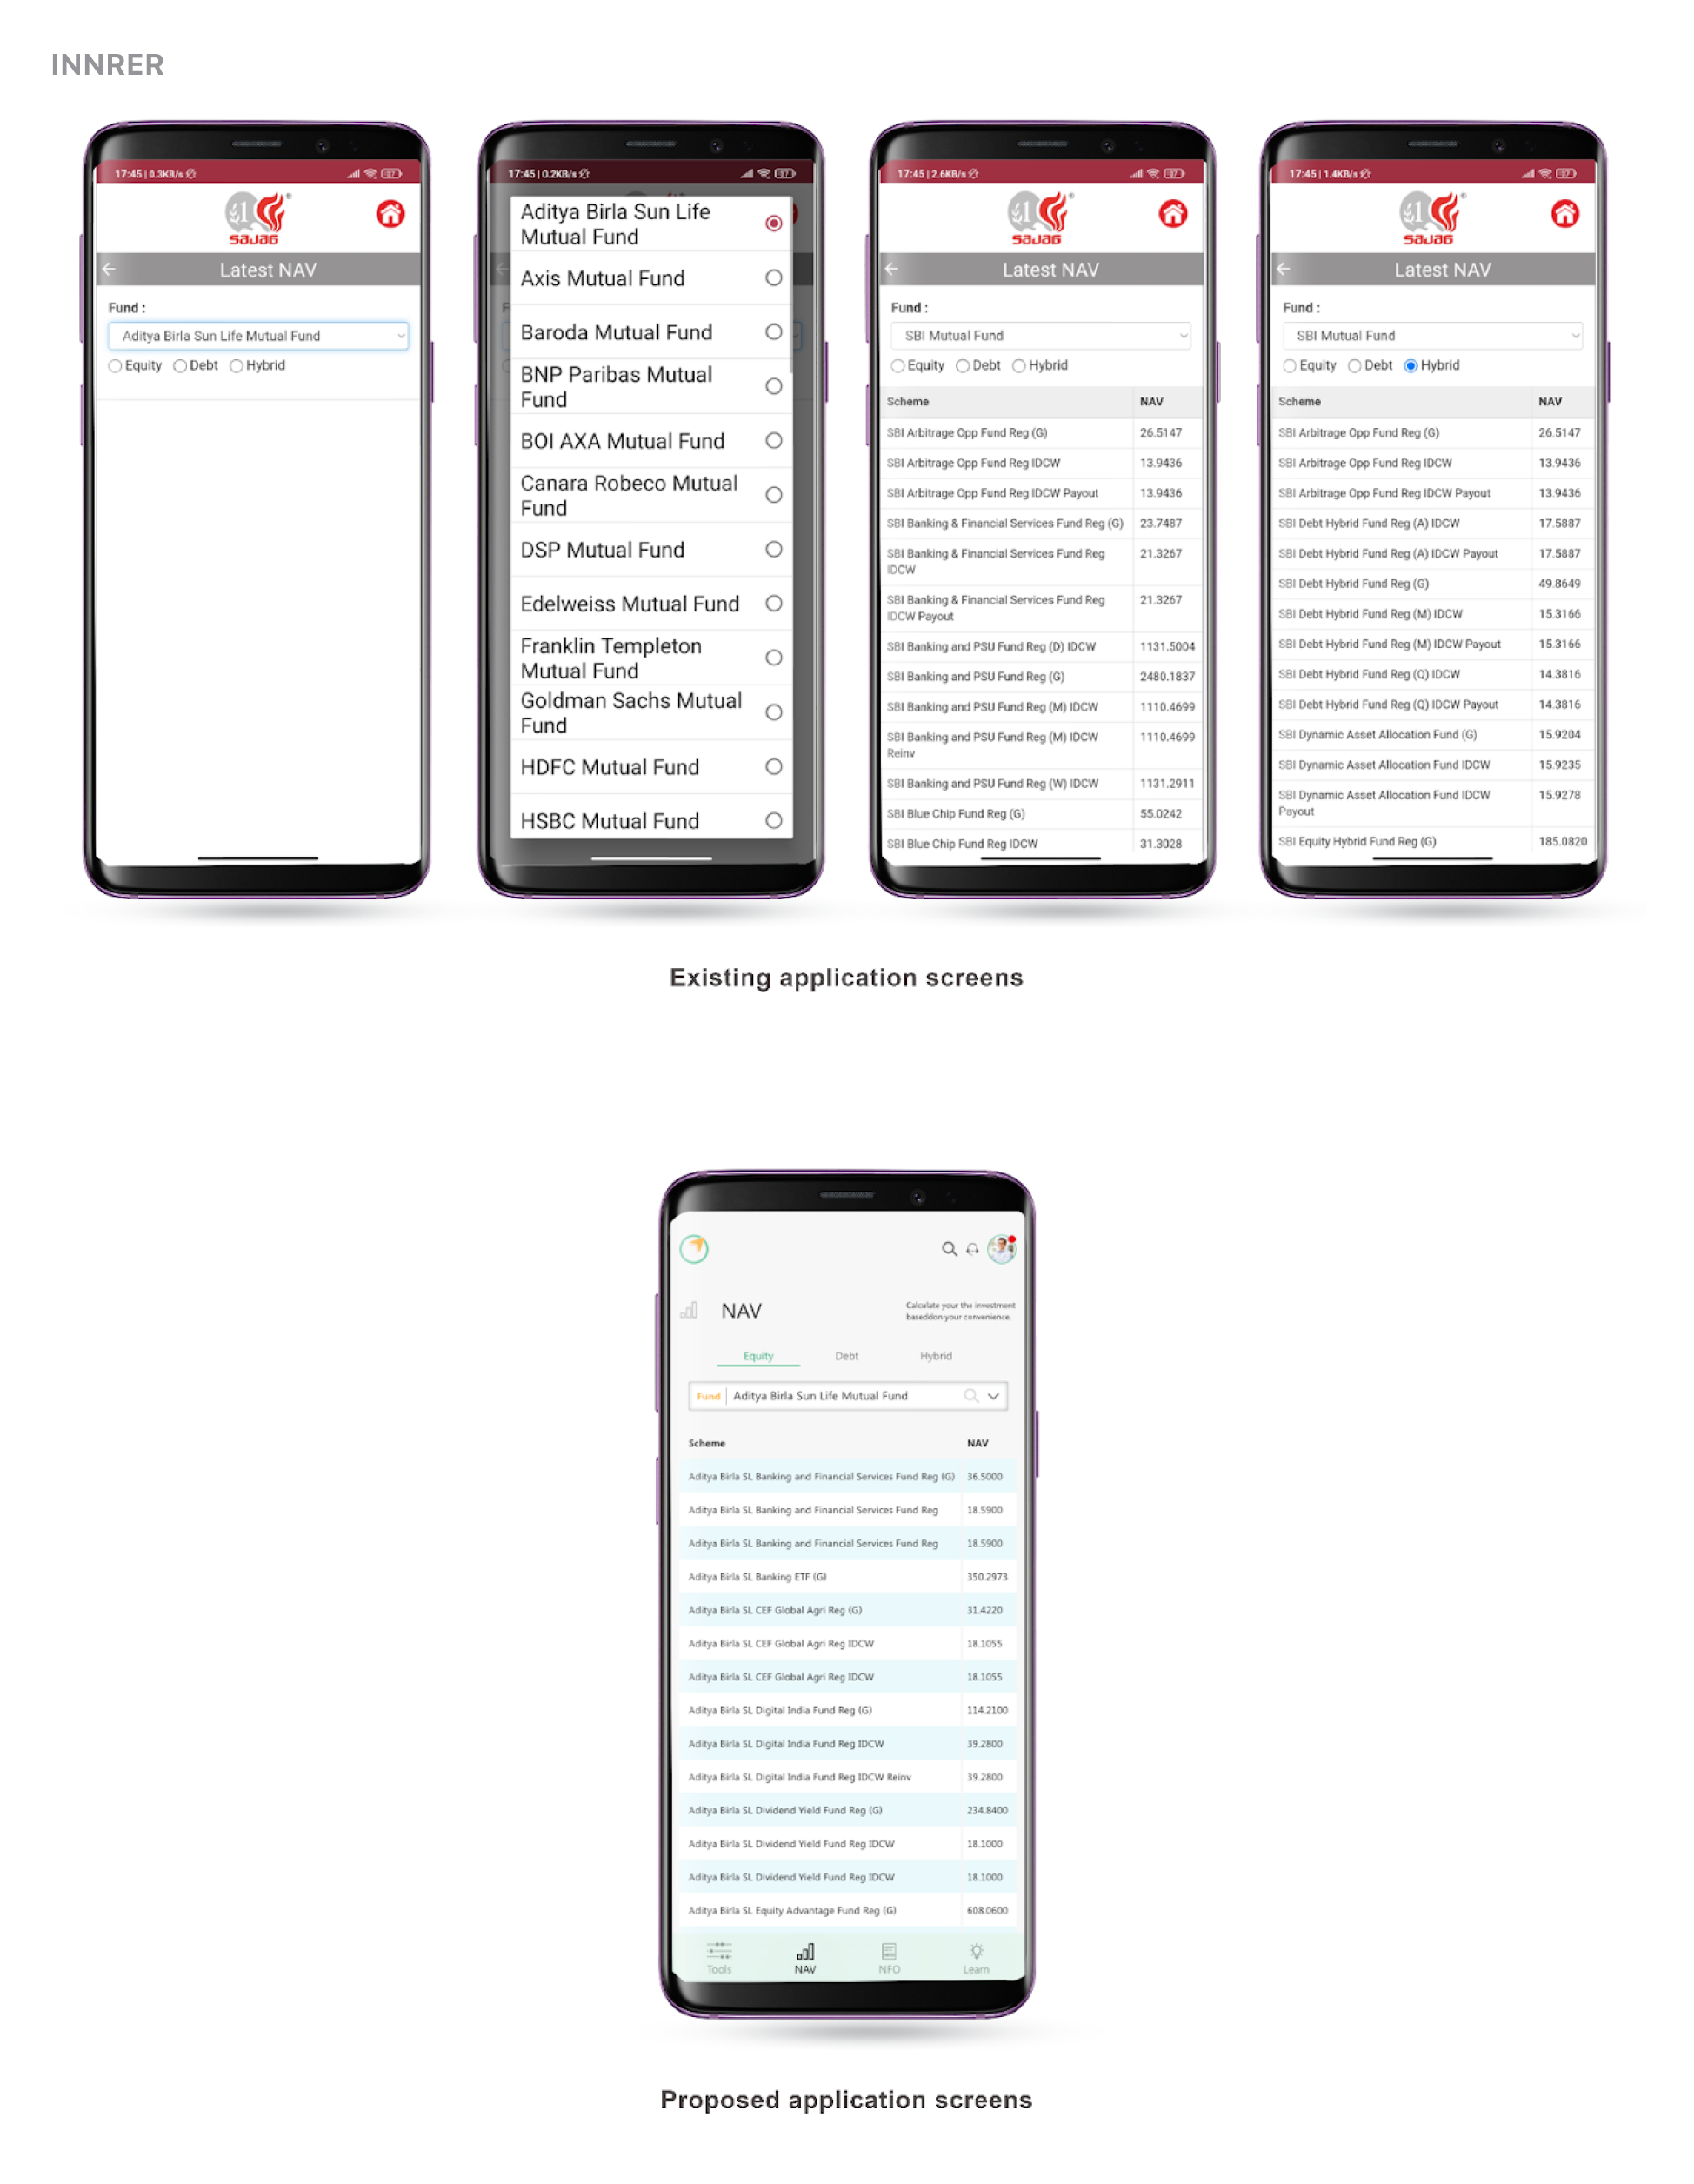 INNRER
17:45 | 0.3KB/s
37
sajag
Latest NAV
Fund :
Aditya Birla Sun Life Mutual Fund
Equity Debt Hybrid
17:45 | 0.2KB/s
37
Aditya Birla Sun Life
Mutual Fund
Axis Mutual Fund
Baroda Mutual Fund
BNP Paribas Mutual
Fund
BOI AXA Mutual Fund
Canara Robeco Mutual
Fund
DSP Mutual Fund
Edelweiss Mutual Fund
Franklin Templeton
Mutual Fund
Goldman Sachs Mutual
Fund
HDFC Mutual Fund
HSBC Mutual Fund
17:45 | 2.6KB/s
37
sajag
Latest NAV
Fund :
SBI Mutual Fund
Equity Debt Hybrid
Scheme NAV
SBI Arbitrage Opp Fund Reg (G) 26.5147
SBI Arbitrage Opp Fund Reg IDCW 13.9436
SBI Arbitrage Opp Fund Reg IDCW Payout 13.9436
SBI Banking & Financial Services Fund Reg (G) 23.7487
SBI Banking & Financial Services Fund Reg 21.3267
IDCW
SBI Banking & Financial Services Fund Reg 21.3267
IDCW Payout
SBI Banking and PSU Fund Reg (D) IDCW 1131.5004
SBI Banking and PSU Fund Reg (G) 2480.1837
SBI Banking and PSU Fund Reg (M) IDCW 1110.4699
SBI Banking and PSU Fund Reg (M) IDCW 1110.4699
Reinv
SBI Banking and PSU Fund Reg (W) IDCW 1131.2911
SBI Blue Chip Fund Reg (G) 55.0242
SBI Blue Chip Fund Reg IDCW 31.3028
17:45 | 1.4KB/s
37
sajag
Latest NAV
Fund :
SBI Mutual Fund
Equity Debt Hybrid
Scheme NAV
SBI Arbitrage Opp Fund Reg (G) 26.5147
SBI Arbitrage Opp Fund Reg IDCW 13.9436
SBI Arbitrage Opp Fund Reg IDCW Payout 13.9436
SBI Debt Hybrid Fund Reg (A) IDCW 17.5887
SBI Debt Hybrid Fund Reg (A) IDCW Payout 17.5887
SBI Debt Hybrid Fund Reg (G) 49.8649
SBI Debt Hybrid Fund Reg (M) IDCW 15.3166
SBI Debt Hybrid Fund Reg (M) IDCW Payout 15.3166
SBI Debt Hybrid Fund Reg (Q) IDCW 14.3816
SBI Debt Hybrid Fund Reg (Q) IDCW Payout 14.3816
SBI Dynamic Asset Allocation Fund (G) 15.9204
SBI Dynamic Asset Allocation Fund IDCW 15.9235
SBI Dynamic Asset Allocation Fund IDCW 15.9278
Payout
SBI Equity Hybrid Fund Reg (G) 185.0820
Existing application screens
NAV
Calculate your the investment
baseddon your convenience.
Equity Debt Hybrid
Fund Aditya Birla Sun Life Mutual Fund
Scheme NAV
Aditya Birla SL Banking and Financial Services Fund Reg (G) 36.5000
Aditya Birla SL Banking and Financial Services Fund Reg 18.5900
Aditya Birla SL Banking and Financial Services Fund Reg 18.5900
Aditya Birla SL Banking ETF (G) 350.2973
Aditya Birla SL CEF Global Agri Reg (G) 31.4220
Aditya Birla SL CEF Global Agri Reg IDCW 18.1055
Aditya Birla SL CEF Global Agri Reg IDCW 18.1055
Aditya Birla SL Digital India Fund Reg (G) 114.2100
Aditya Birla SL Digital India Fund Reg IDCW 39.2800
Aditya Birla SL Digital India Fund Reg IDCW Reinv 39.2800
Aditya Birla SL Dividend Yield Fund Reg (G) 234.8400
Aditya Birla SL Dividend Yield Fund Reg IDCW 18.1000
Aditya Birla SL Dividend Yield Fund Reg IDCW 18.1000
Aditya Birla SL Equity Advantage Fund Reg (G) 608.0600
Tools NAV NFO Learn
Proposed application screens